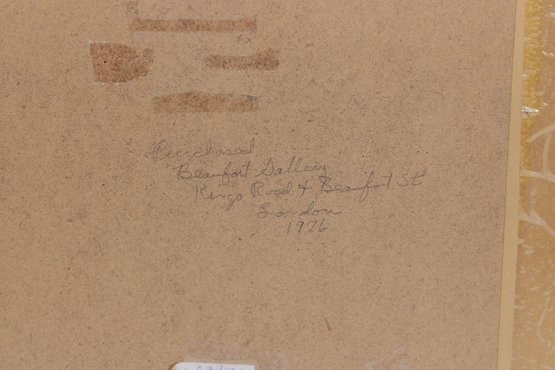 Purchased
Beaufort Gallery
Kings Road + Beaufort St
London
1976